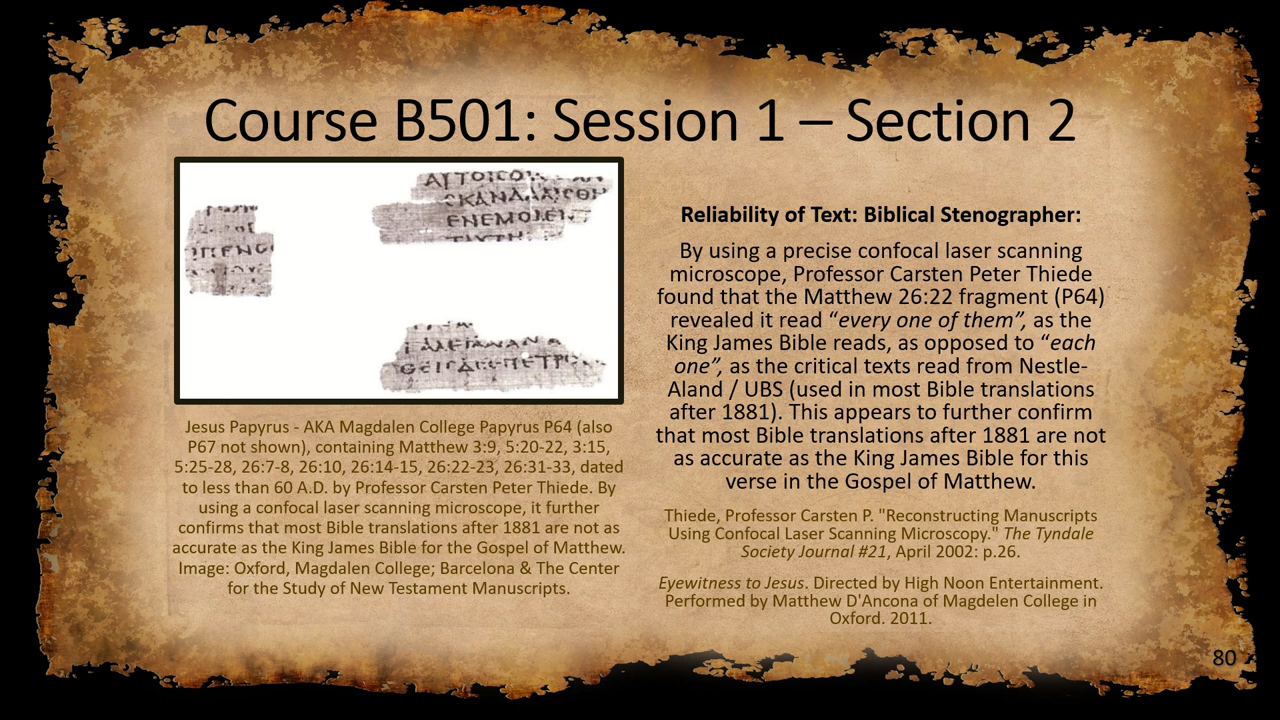 Course B501: Session 1 – Section 2
ΑΥΤΟΙϹΟ
ΕΝΕΜΟΙΕΝ
Jesus Papyrus - AKA Magdalen College Papyrus P64 (also
P67 not shown), containing Matthew 3:9, 5:20-22, 3:15,
5:25-28, 26:7-8, 26:10, 26:14-15, 26:22-23, 26:31-33, dated
to less than 60 A.D. by Professor Carsten Peter Thiede. By
using a confocal laser scanning microscope, it further
confirms that most Bible translations after 1881 are not as
accurate as the King James Bible for the Gospel of Matthew.
Image: Oxford, Magdalen College; Barcelona & The Center
for the Study of New Testament Manuscripts.
Reliability of Text: Biblical Stenographer:
By using a precise confocal laser scanning
microscope, Professor Carsten Peter Thiede
found that the Matthew 26:22 fragment (P64)
revealed it read “every one of them”, as the
King James Bible reads, as opposed to “each
one”, as the critical texts read from Nestle-
Aland / UBS (used in most Bible translations
after 1881). This appears to further confirm
that most Bible translations after 1881 are not
as accurate as the King James Bible for this
verse in the Gospel of Matthew.
Thiede, Professor Carsten P. "Reconstructing Manuscripts
Using Confocal Laser Scanning Microscopy." The Tyndale
Society Journal #21, April 2002: p.26.
Eyewitness to Jesus. Directed by High Noon Entertainment.
Performed by Matthew D'Ancona of Magdelen College in
Oxford. 2011.
80